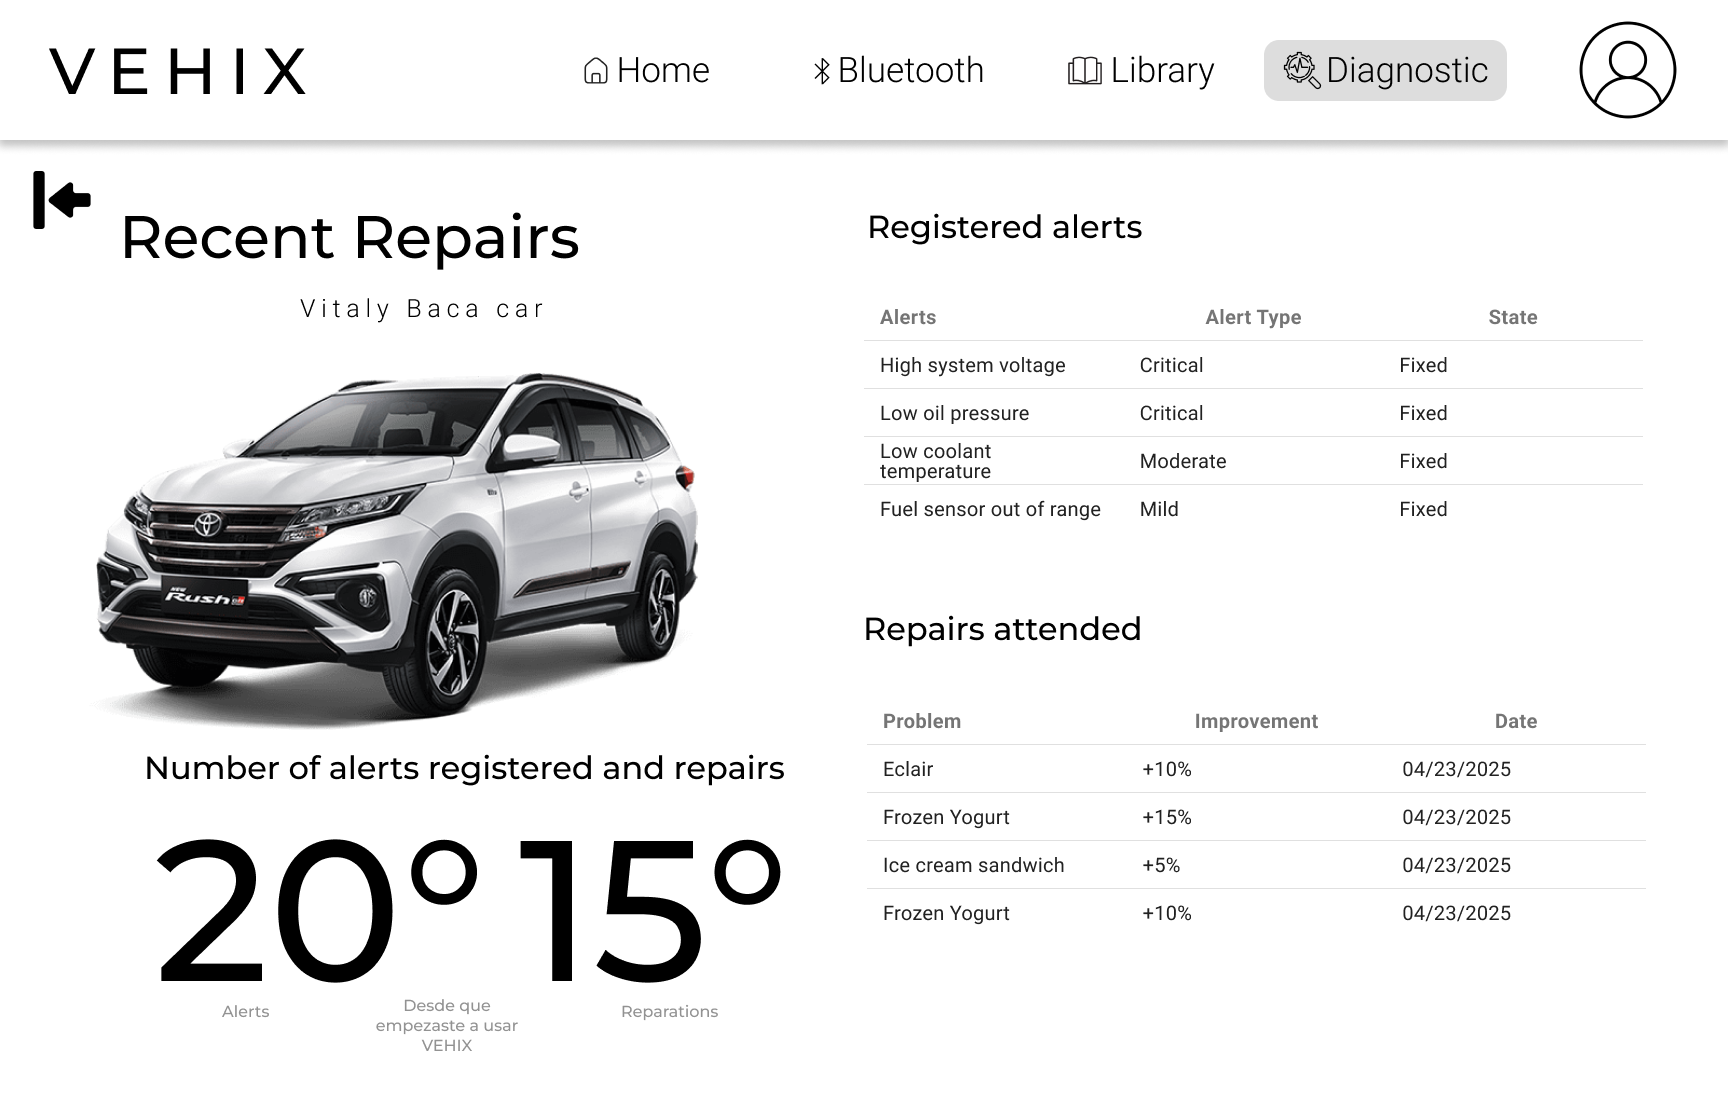 VEHIX
Home
Bluetooth
Library
Diagnostic
Recent Repairs
Vitaly Baca car
NEW
Rush
Number of alerts registered and repairs
20° 15°
Alerts
Desde que
empezaste a usar
VEHIX
Reparations
Registered alerts
Alerts Alert Type State
High system voltage Critical Fixed
Low oil pressure Critical Fixed
Low coolant
temperature Moderate Fixed
Fuel sensor out of range Mild Fixed
Repairs attended
Problem Improvement Date
Eclair +10% 04/23/2025
Frozen Yogurt +15% 04/23/2025
Ice cream sandwich +5% 04/23/2025
Frozen Yogurt +10% 04/23/2025